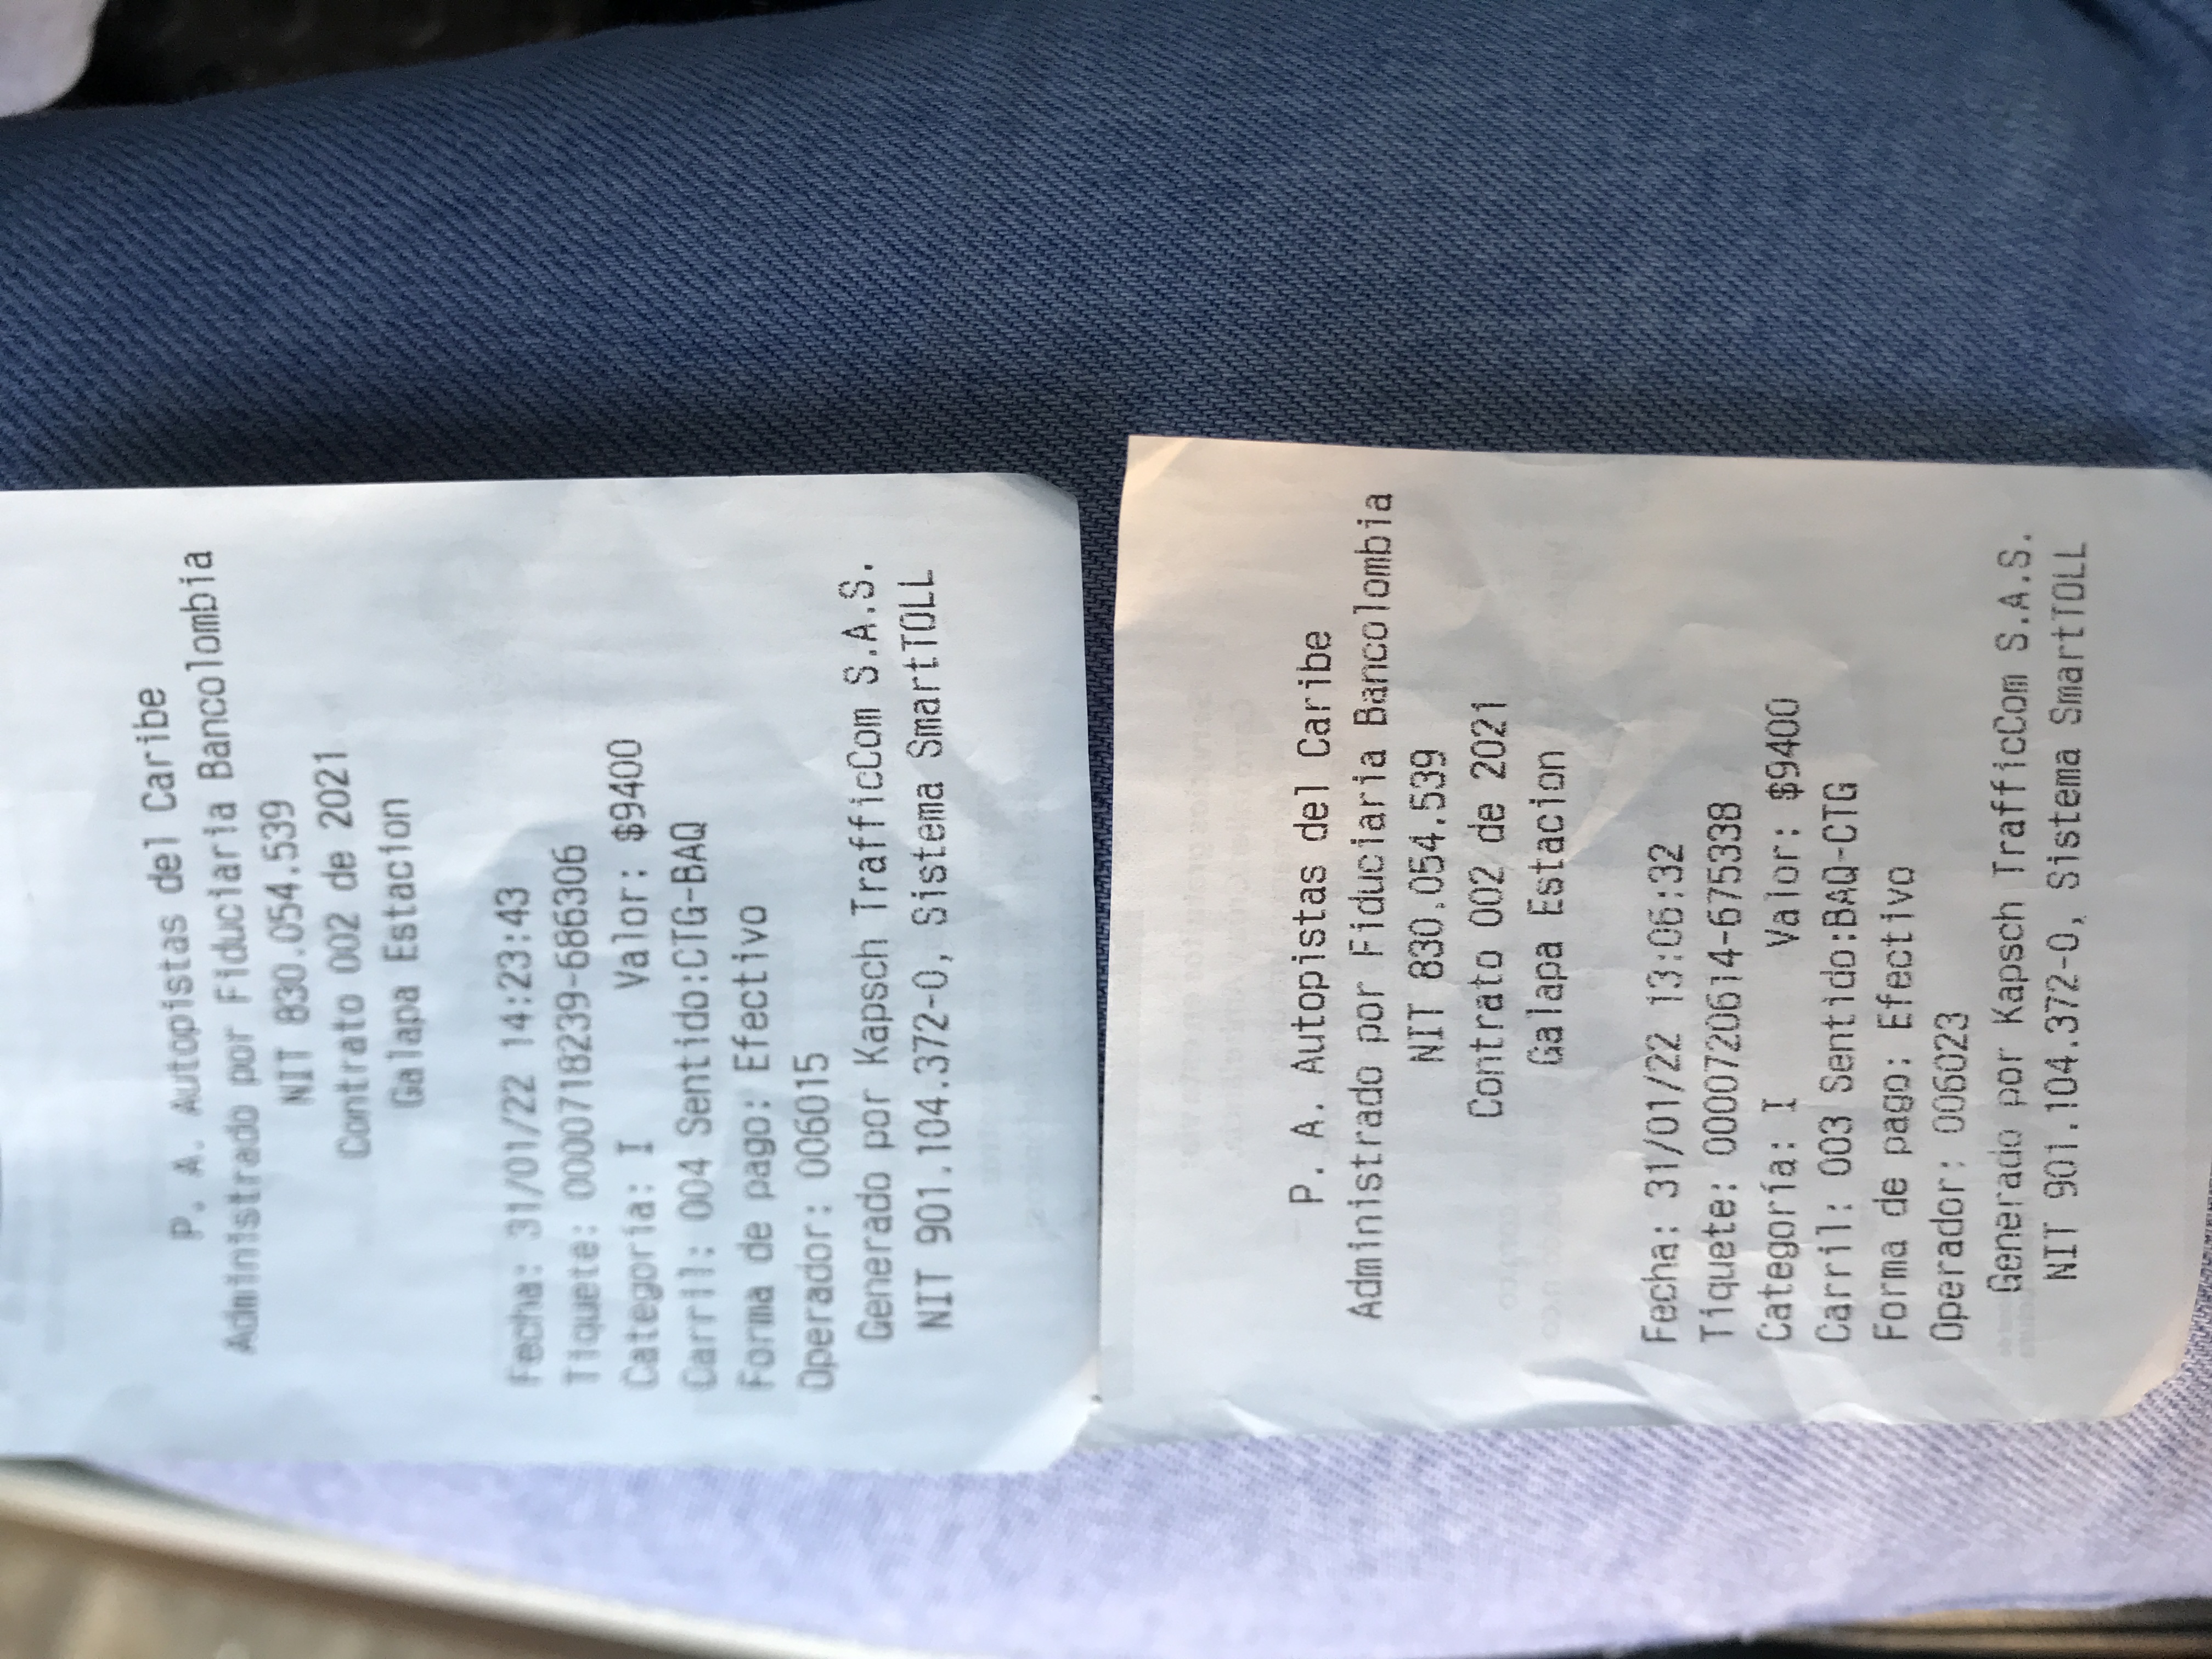 P. A. Autopistas del Caribe
Administrado por Fiduciaria Bancolombia
NIT 830.054.539
Contrato 002 de 2021
Galapa Estacion
Fecha: 31/01/22 14:23:43
Tiquete: 0000718239-686306
Categoría: I Valor: $9400
Carril: 004 Sentido:CTG-BAQ
Forma de pago: Efectivo
Operador: 006015
Generado por Kapsch TrafficCom S.A.S.
NIT 901.104.372-0, Sistema SmartTOLL
P. A. Autopistas del Caribe
Administrado por Fiduciaria Bancolombia
NIT 830.054.539
Contrato 002 de 2021
Galapa Estacion
Fecha: 31/01/22 13:06:32
Tiquete: 0000720614-675338
Categoría: I Valor: $9400
Carril: 003 Sentido:BAQ-CTG
Forma de pago: Efectivo
Operador: 006023
Generado por Kapsch TrafficCom S.A.S.
NIT 901.104.372-0, Sistema SmartTOLL